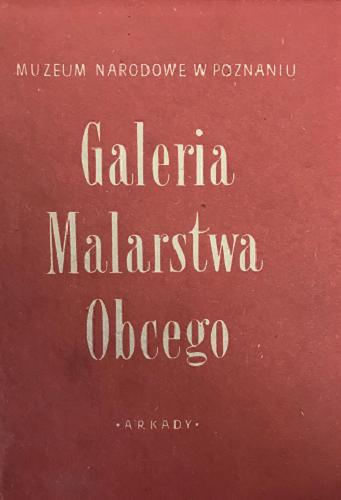 MUZEUM NARODOWE W POZNANIU
Galeria
Malarstwa
Obcego
• ARKADY •